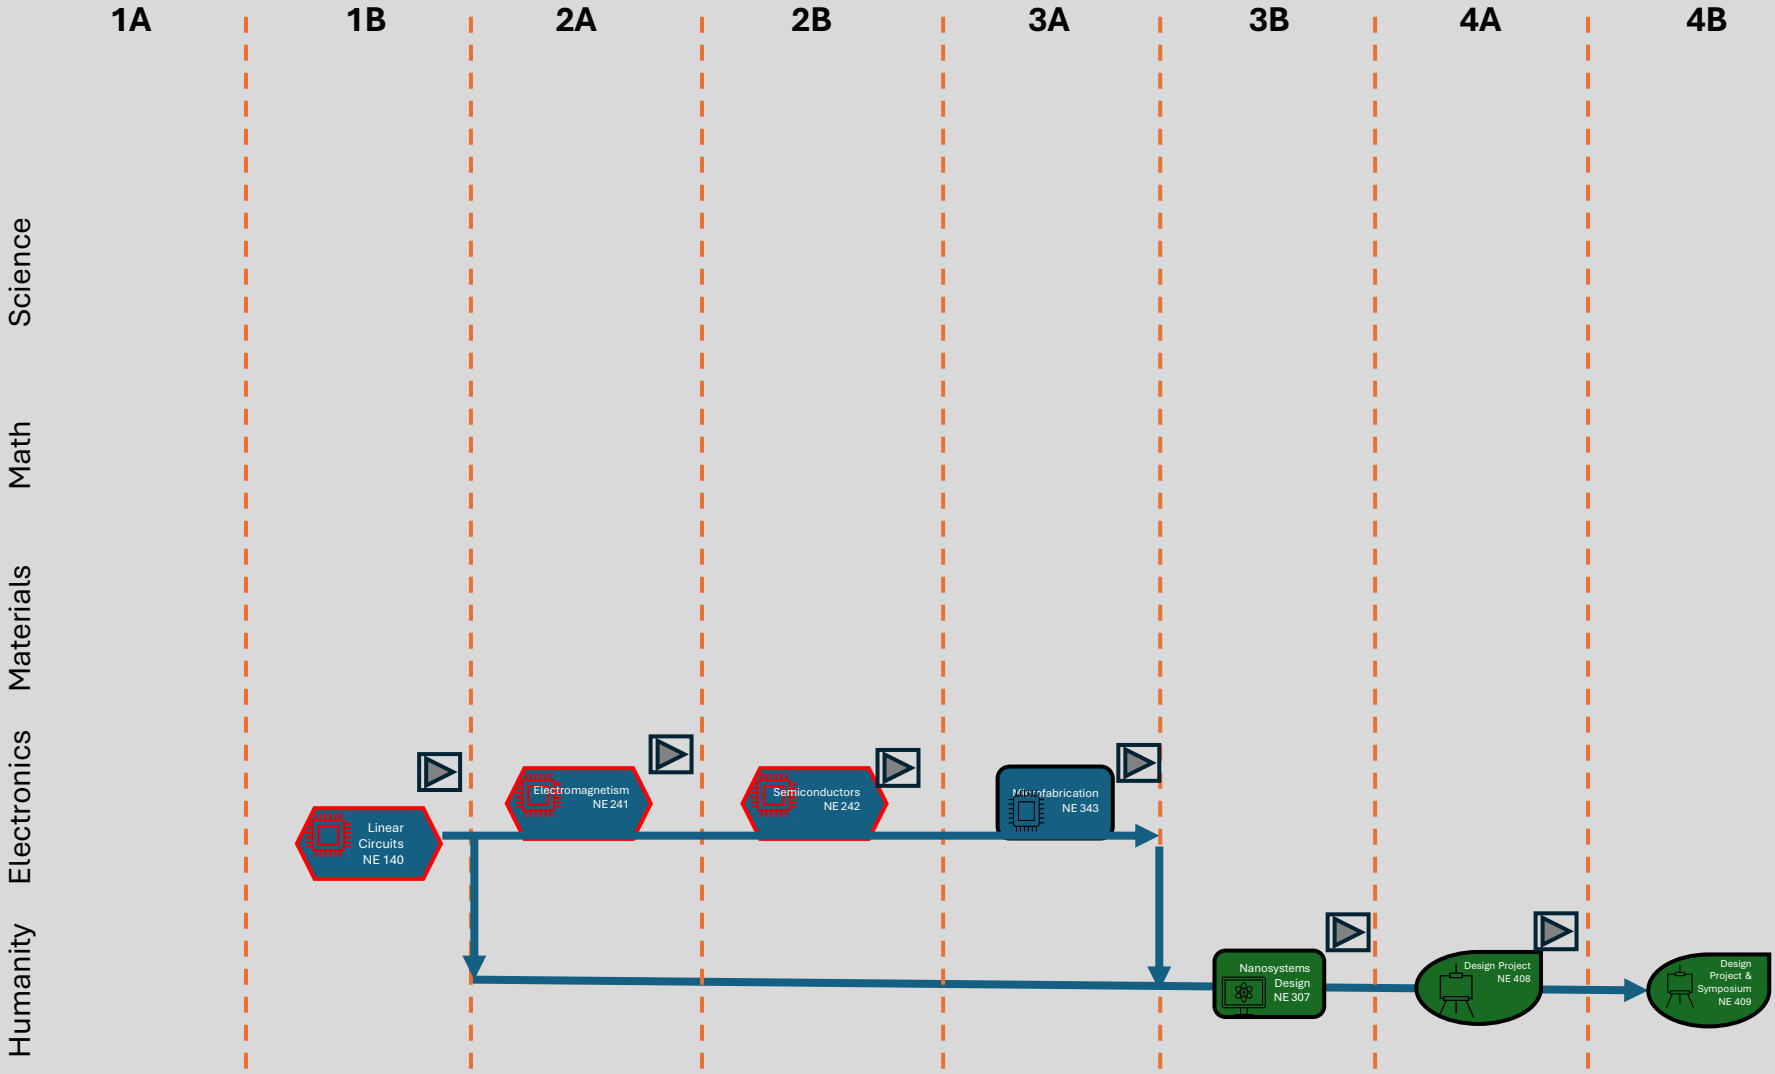 1A
1B
2A
2B
3A
3B
4A
4B
Science
Math
Materials
Electronics
Humanity
Linear
Circuits
NE 140
Electromagnetism
NE 241
Semiconductors
NE 242
Microfabrication
NE 343
Nanosystems
Design
NE 307
Design Project
NE 408
Design
Project &
Symposium
NE 409